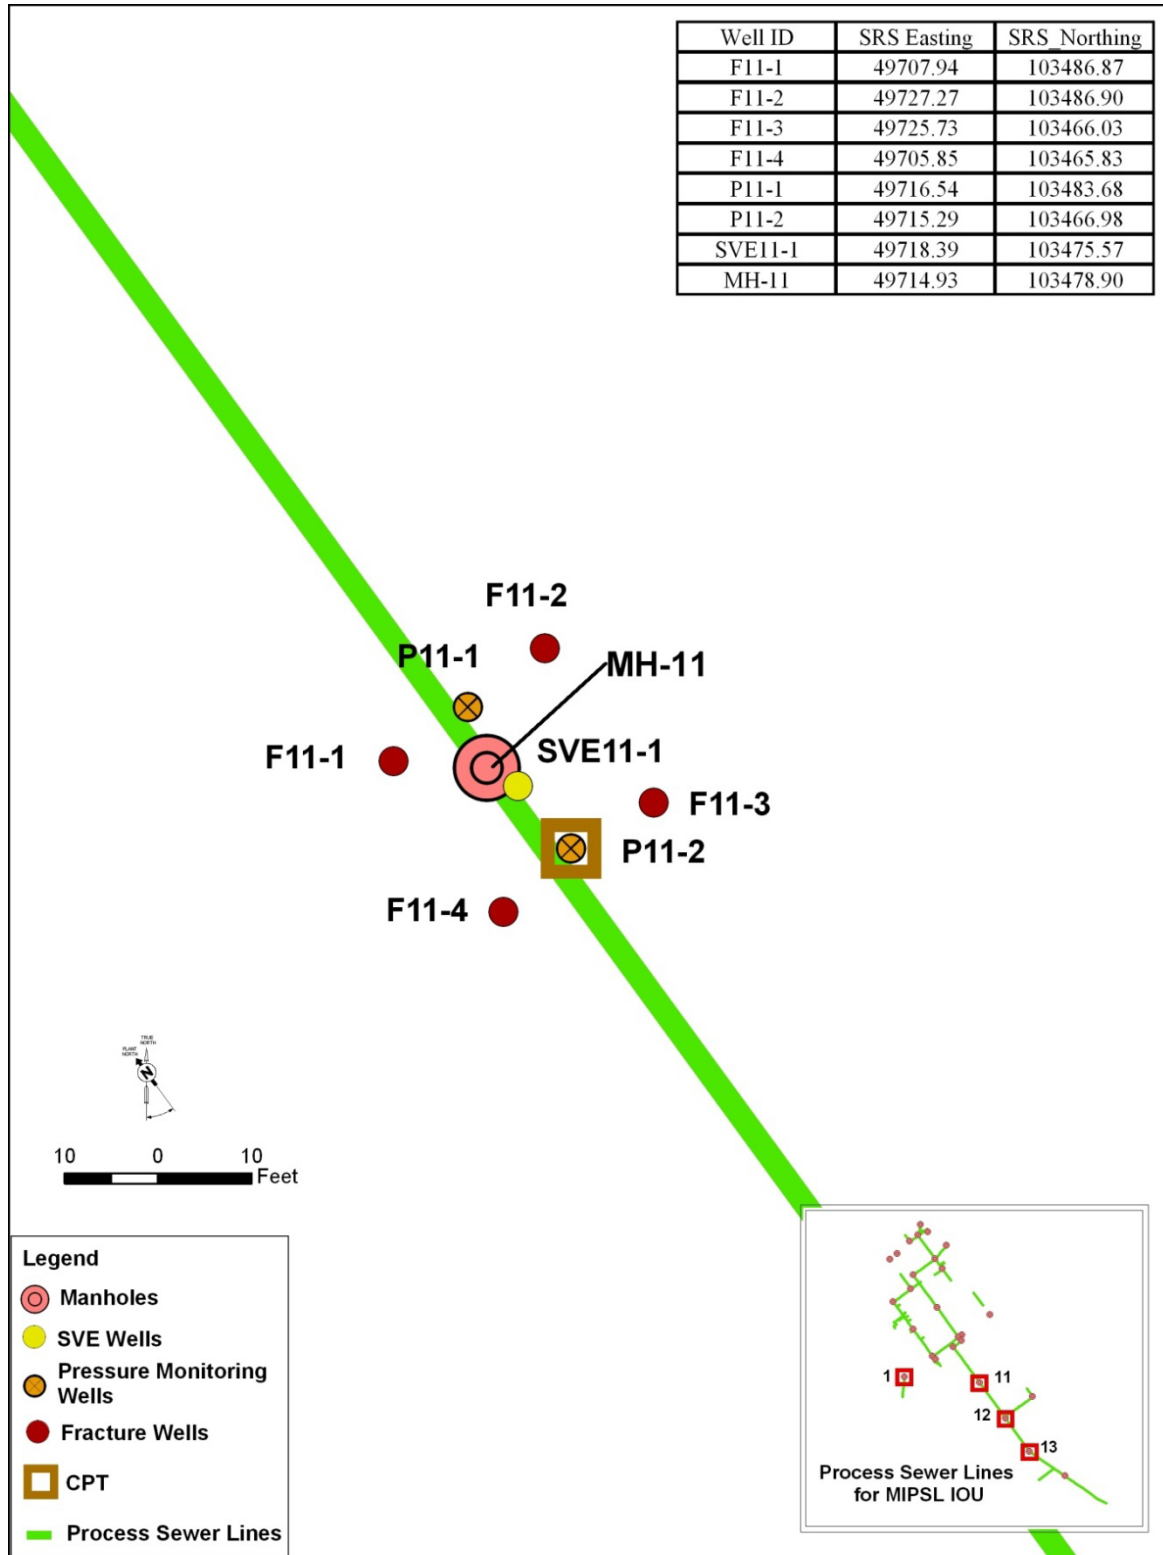 Well ID SRS Easting SRS_Northing
F11-1 49707.94 103486.87
F11-2 49727.27 103486.90
F11-3 49725.73 103466.03
F11-4 49705.85 103465.83
P11-1 49716.54 103483.68
P11-2 49715.29 103466.98
SVE11-1 49718.39 103475.57
MH-11 49714.93 103478.90
F11-2
P11-1
MH-11
F11-1
SVE11-1
F11-3
P11-2
F11-4
TRUE
NORTH
PLANT
NORTH
N
10 0 10
Feet
Legend
Manholes
SVE Wells
Pressure Monitoring
Wells
Fracture Wells
CPT
Process Sewer Lines
1
11
12
13
Process Sewer Lines
for MIPSL IOU